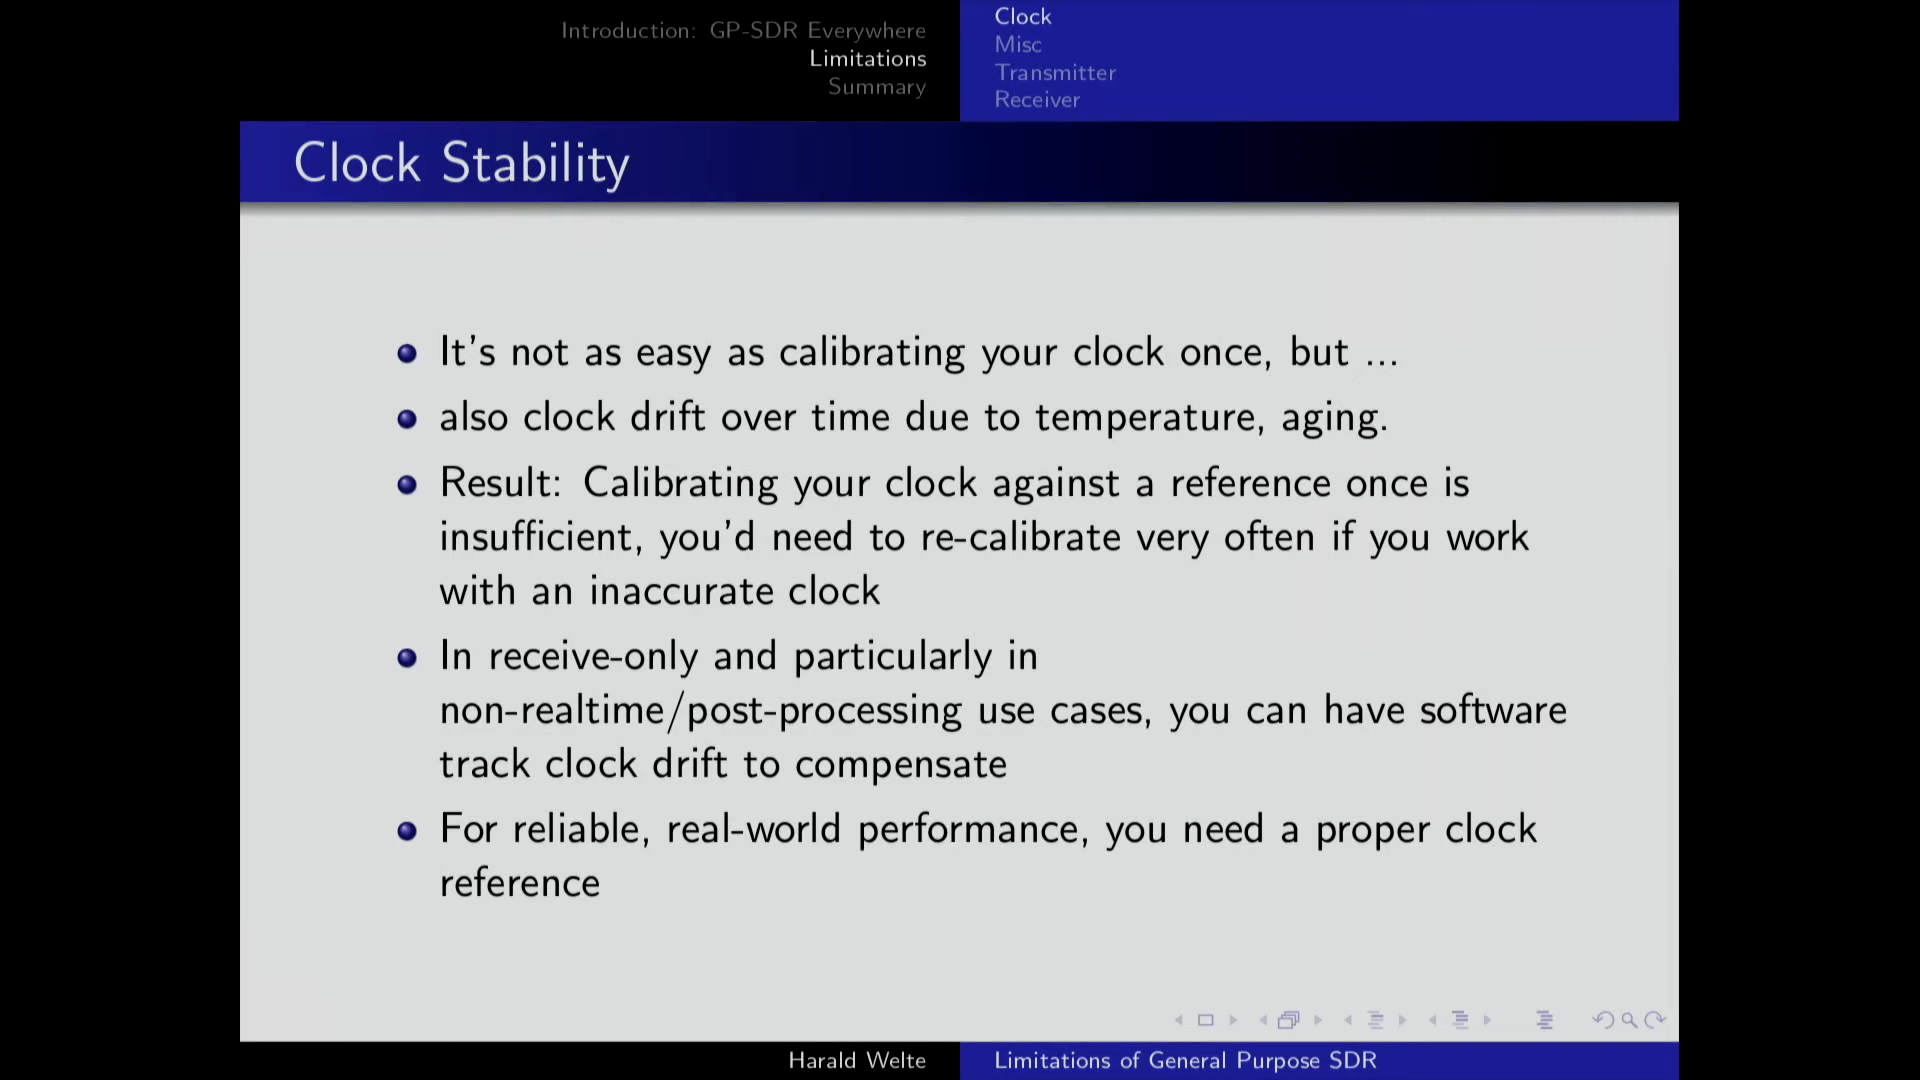 Introduction: GP-SDR Everywhere
Limitations
Summary
Clock
Misc
Transmitter
Receiver
Clock Stability
It's not as easy as calibrating your clock once, but ...
also clock drift over time due to temperature, aging.
Result: Calibrating your clock against a reference once is
insufficient, you'd need to re-calibrate very often if you work
with an inaccurate clock
In receive-only and particularly in
non-realtime/post-processing use cases, you can have software
track clock drift to compensate
For reliable, real-world performance, you need a proper clock
reference
Harald Welte
Limitations of General Purpose SDR